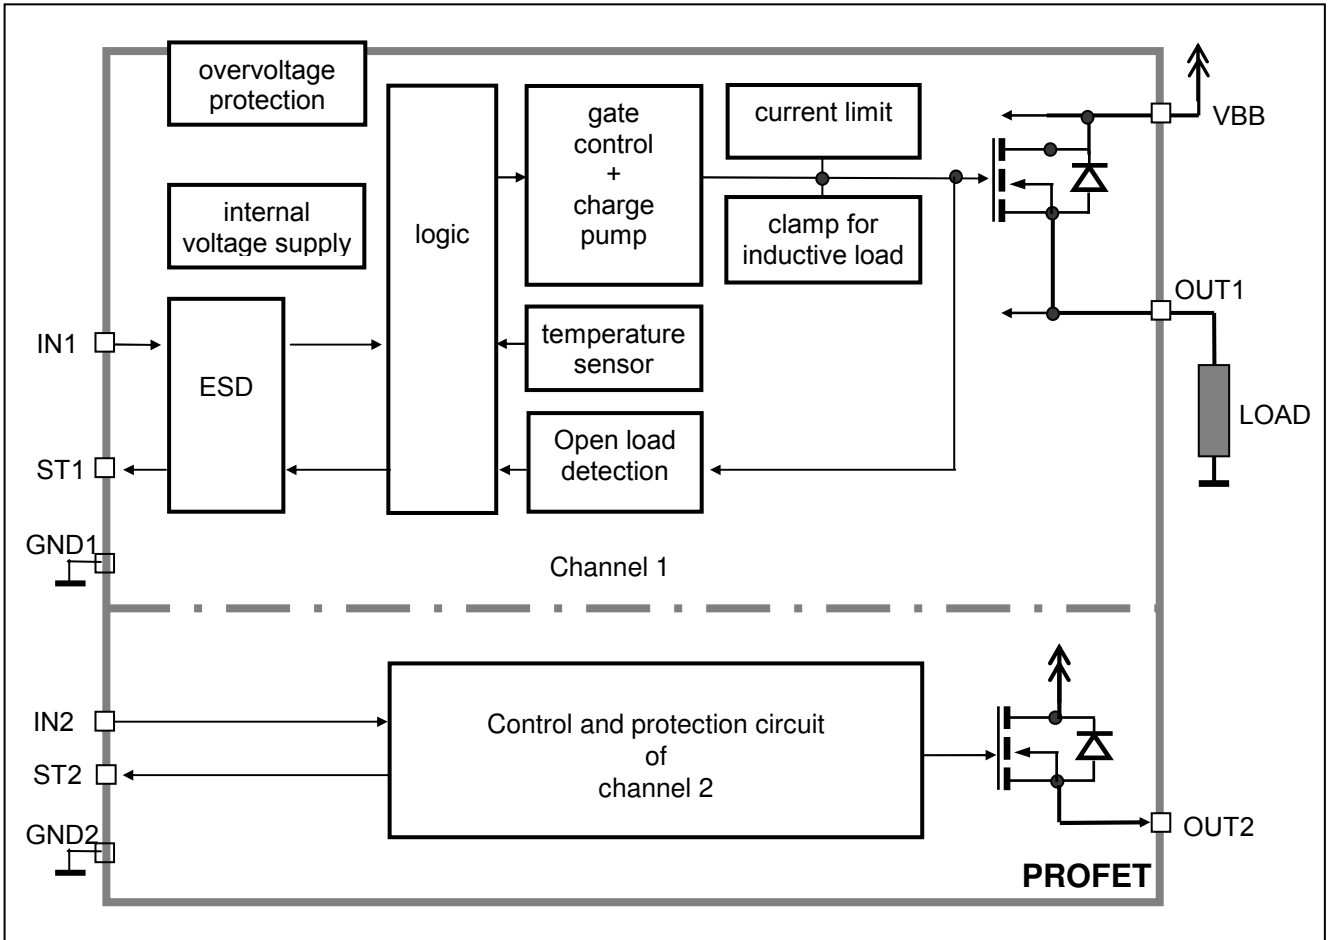 overvoltage
protection
internal
voltage supply
logic
gate
control
+
charge
pump
current limit
clamp for
inductive load
VBB
OUT1
LOAD
IN1
ESD
temperature
sensor
ST1
Open load
detection
GND1
Channel 1
IN2
ST2
GND2
Control and protection circuit
of
channel 2
OUT2
PROFET